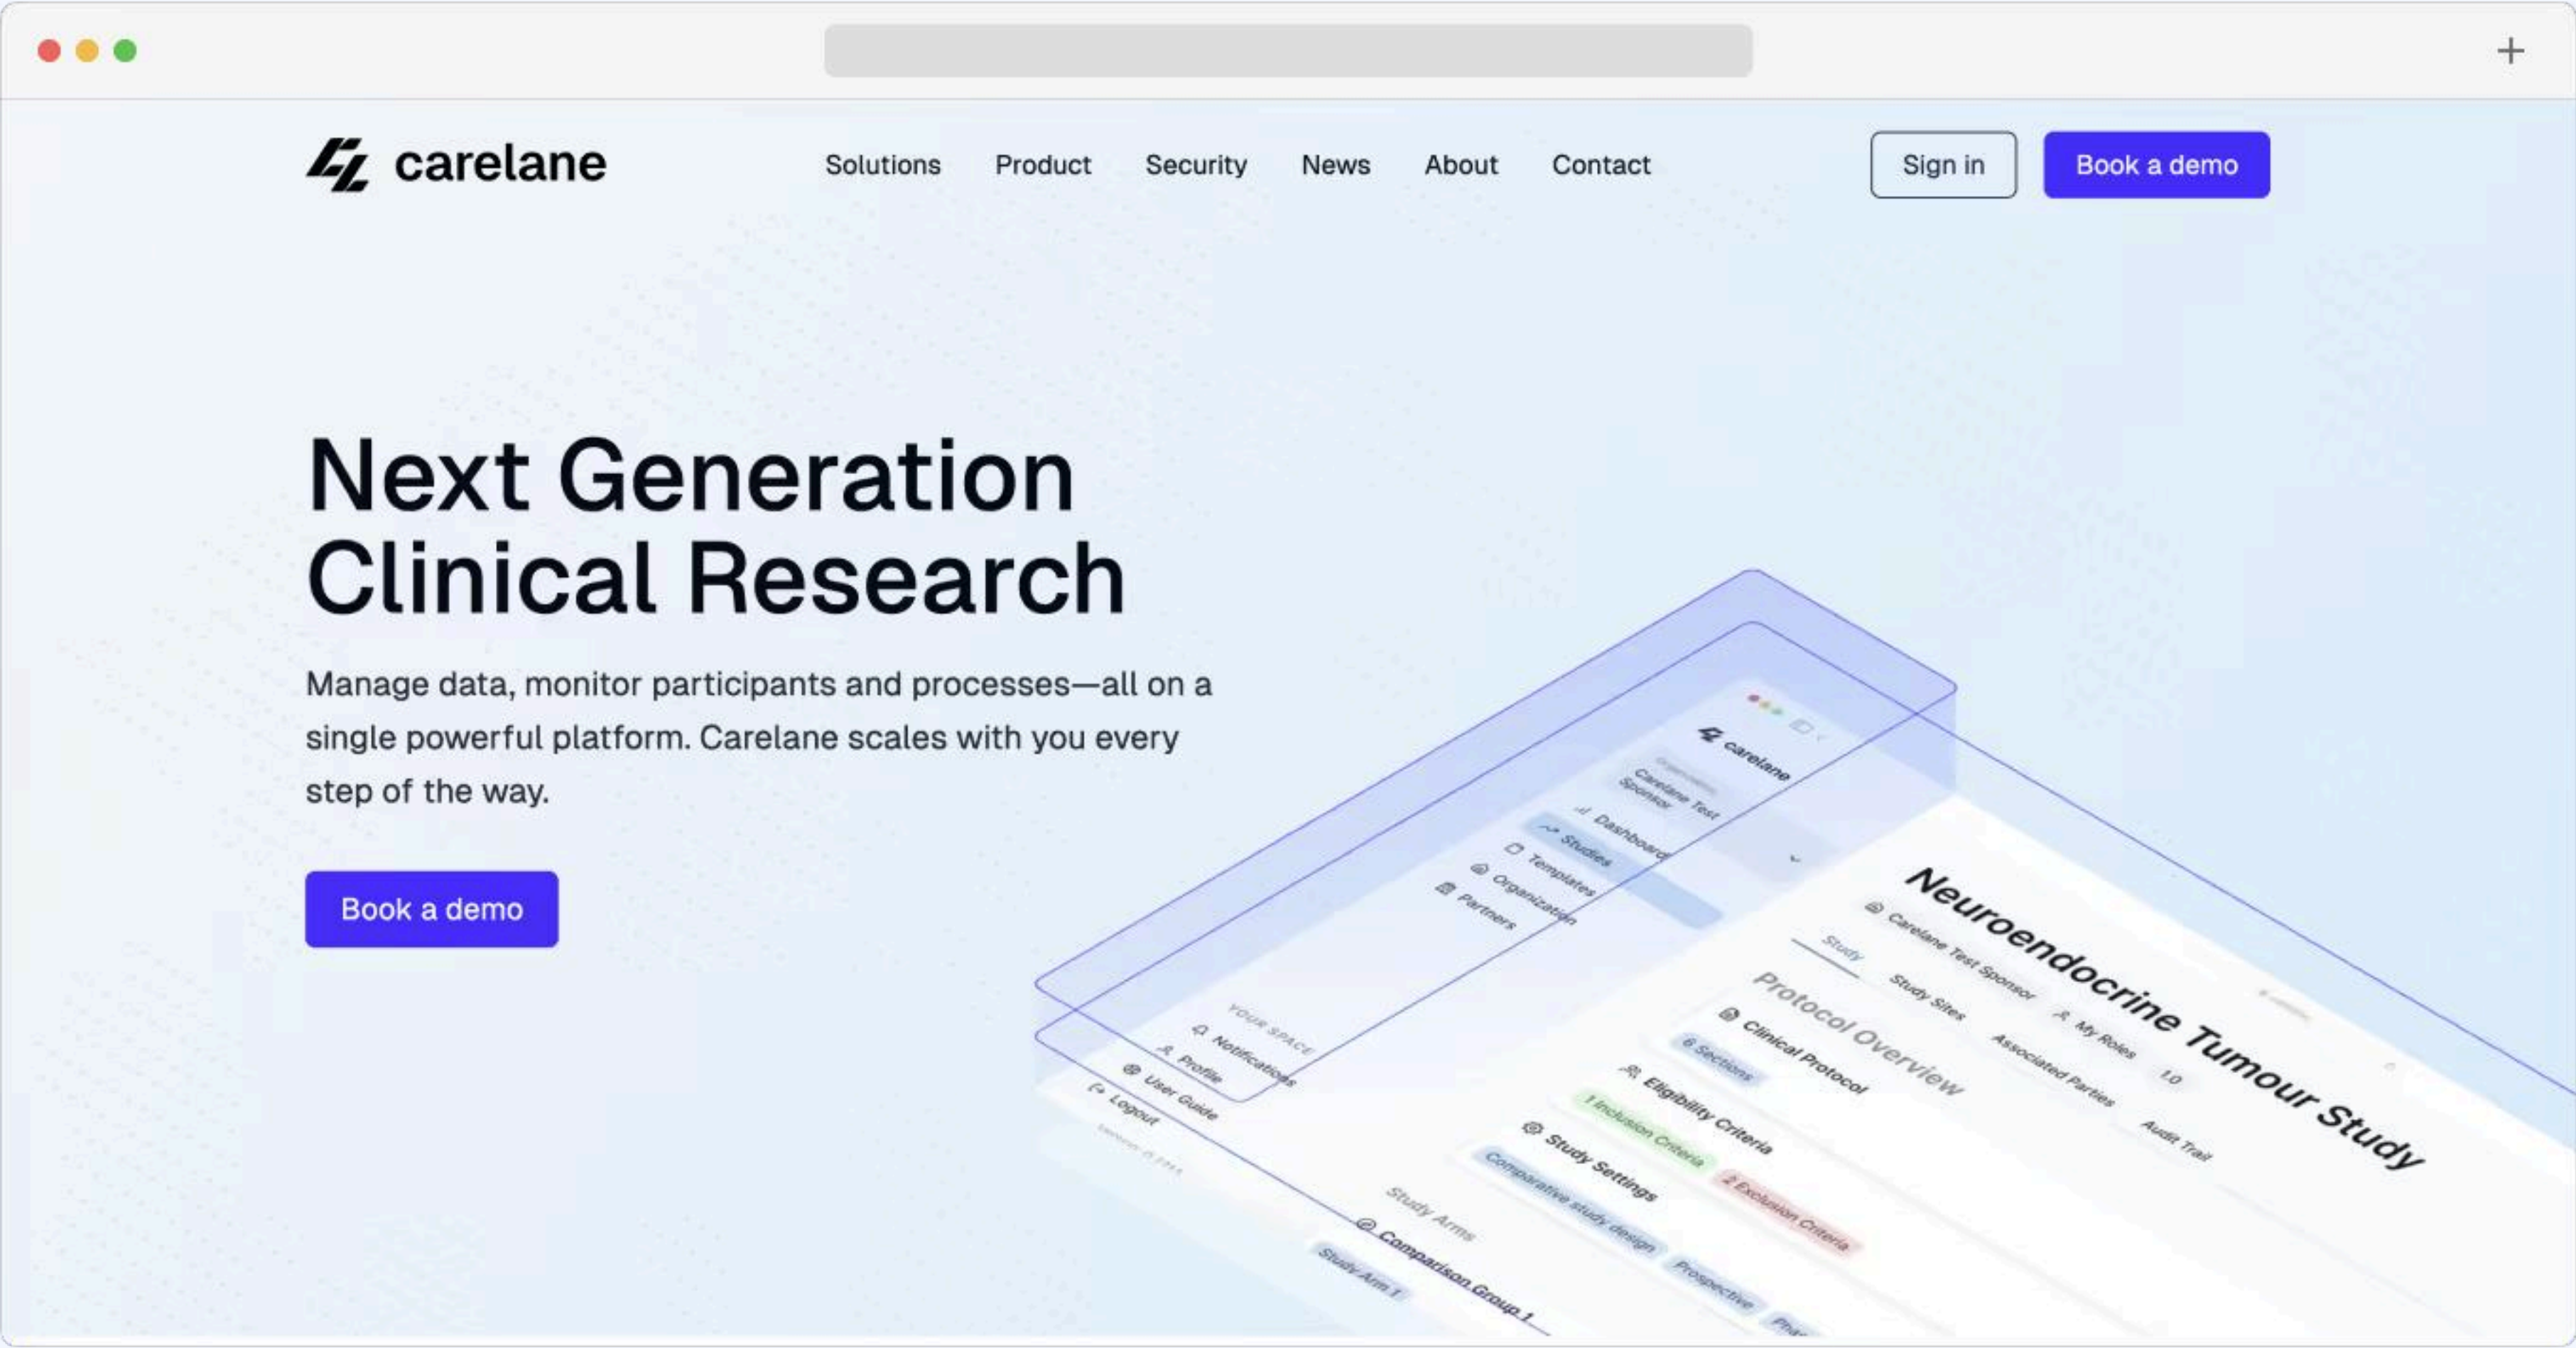 carelane
Solutions
Product
Security
News
About
Contact
Sign in
Book a demo
Next Generation
Clinical Research
Manage data, monitor participants and processes—all on a
single powerful platform. Carelane scales with you every
step of the way.
Book a demo
carelane
Carelane Test
Sponsor
Dashboard
Studies
Templates
Organization
Partners
YOUR SPACE
Notifications
Profile
User Guide
Logout
Neuroendocrine Tumour Study
Carelane Test Sponsor
My Roles
1.0
Study
Study Sites
Associated Parties
Audit Trail
Protocol Overview
Clinical Protocol
6 Sections
Eligibility Criteria
1 Inclusion Criteria
2 Exclusion Criteria
Study Settings
Comparative study design
Prospective
Study Arms
Comparison Group 1
Study Arm 1